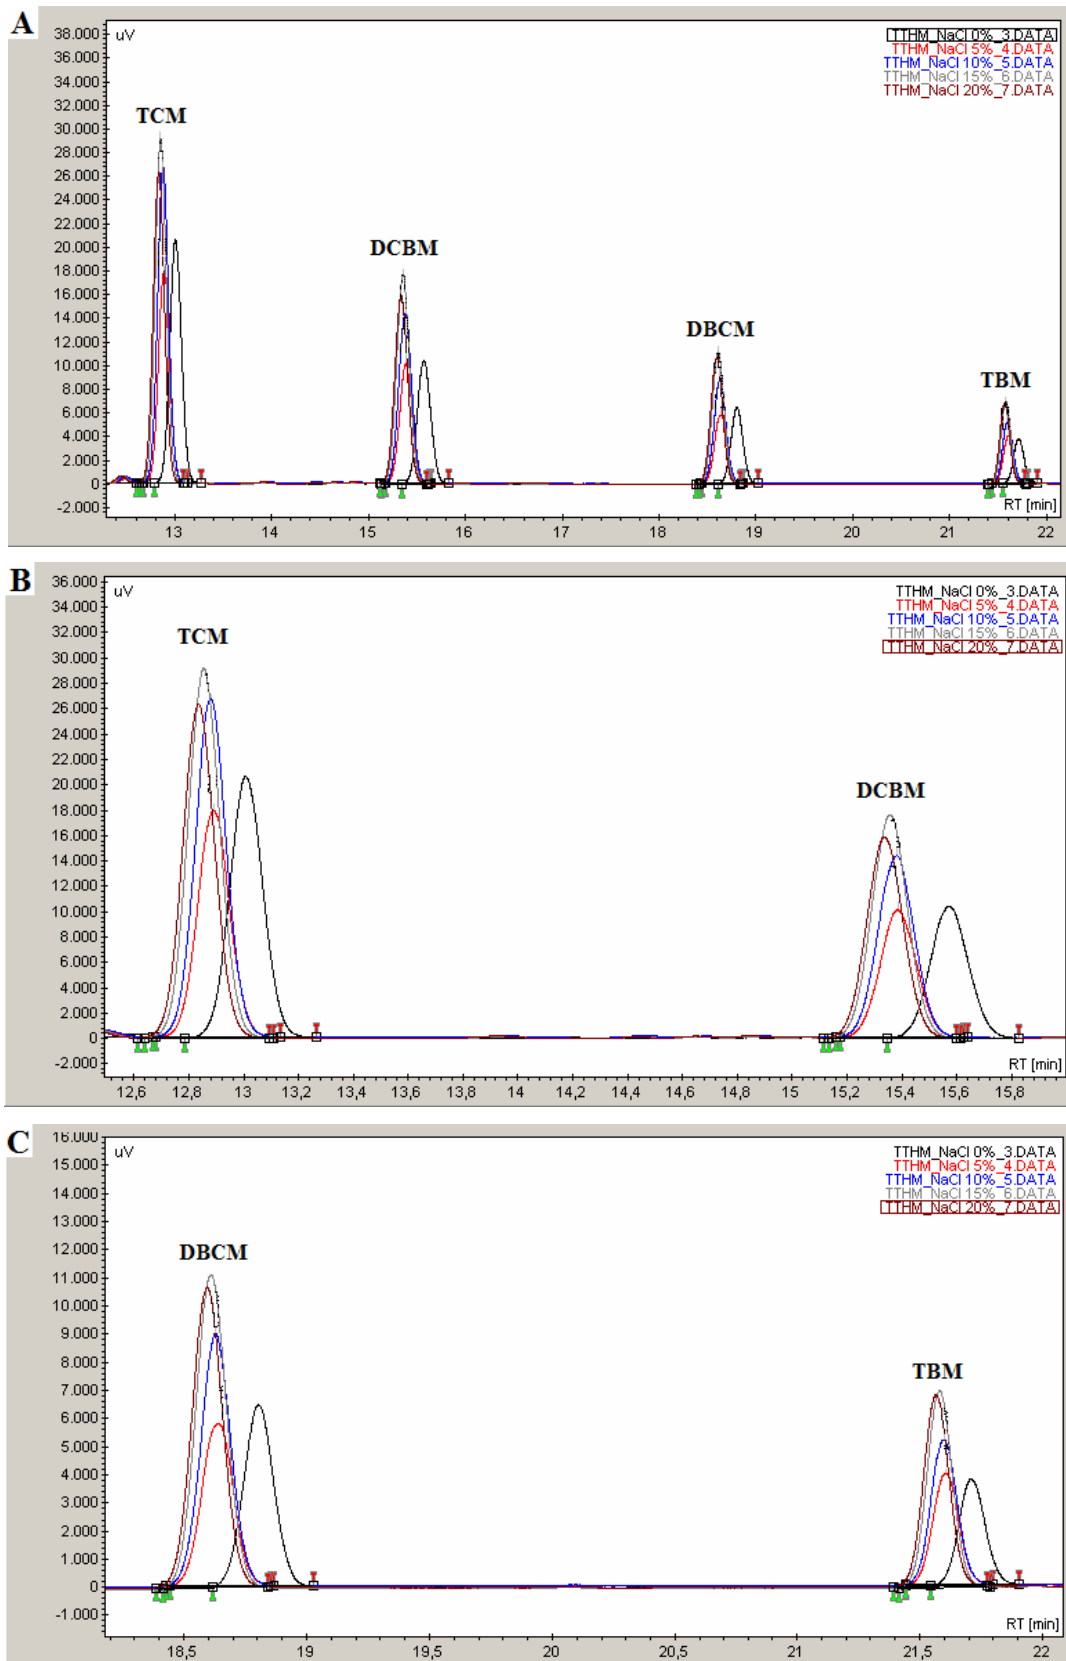 A
uV
TTHM_NaCl 0%_3.DATA
TTHM_NaCl 5%_4.DATA
TTHM_NaCl 10%_5.DATA
TTHM_NaCl 15%_6.DATA
TTHM_NaCl 20%_7.DATA
38.000
36.000
34.000
32.000
30.000
28.000
26.000
24.000
22.000
20.000
18.000
16.000
14.000
12.000
10.000
8.000
6.000
4.000
2.000
0
-2.000
TCM
DCBM
DBCM
TBM
RT [min]
13 14 15 16 17 18 19 20 21 22
B
uV
TTHM_NaCl 0%_3.DATA
TTHM_NaCl 5%_4.DATA
TTHM_NaCl 10%_5.DATA
TTHM_NaCl 15%_6.DATA
TTHM_NaCl 20%_7.DATA
36.000
34.000
32.000
30.000
28.000
26.000
24.000
22.000
20.000
18.000
16.000
14.000
12.000
10.000
8.000
6.000
4.000
2.000
0
-2.000
TCM
DCBM
RT [min]
12,6 12,8 13 13,2 13,4 13,6 13,8 14 14,2 14,4 14,6 14,8 15 15,2 15,4 15,6 15,8
C
uV
TTHM_NaCl 0%_3.DATA
TTHM_NaCl 5%_4.DATA
TTHM_NaCl 10%_5.DATA
TTHM_NaCl 15%_6.DATA
TTHM_NaCl 20%_7.DATA
16.000
15.000
14.000
13.000
12.000
11.000
10.000
9.000
8.000
7.000
6.000
5.000
4.000
3.000
2.000
1.000
0
-1.000
DBCM
TBM
RT [min]
18,5 19 19,5 20 20,5 21 21,5 22